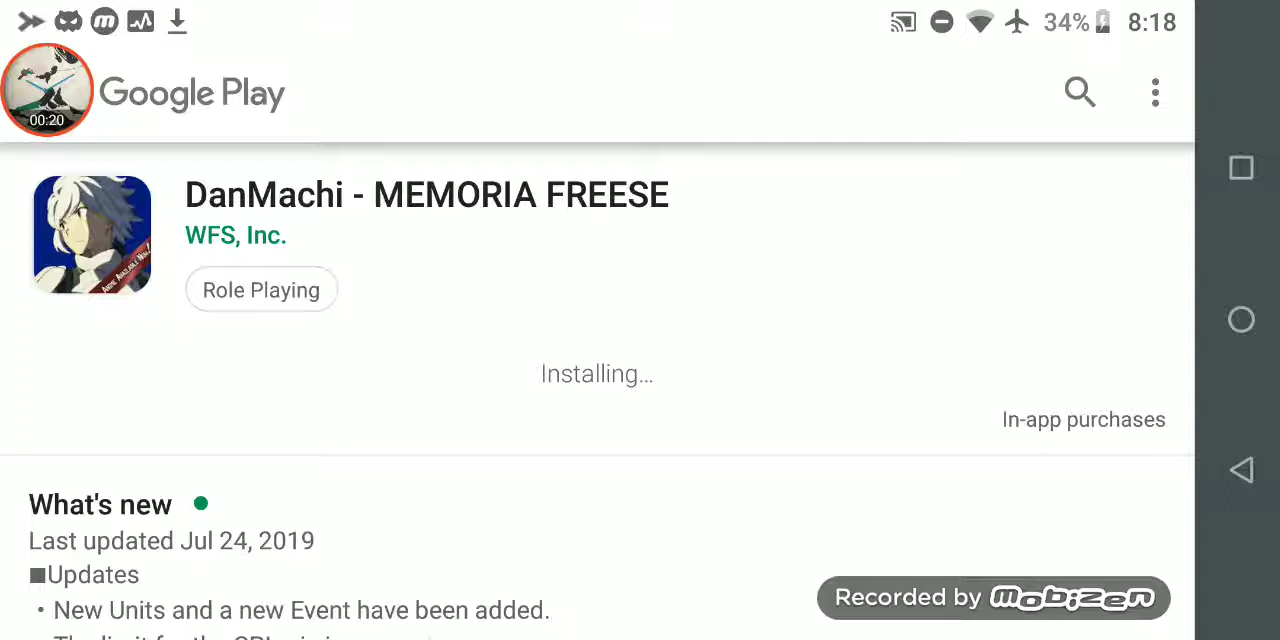 34% 8:18
00:20
Google Play
DanMachi - MEMORIA FREESE
WFS, Inc.
Role Playing
Installing…
In-app purchases
What's new
Last updated Jul 24, 2019
■Updates
・New Units and a new Event have been added.
Recorded by mobizen